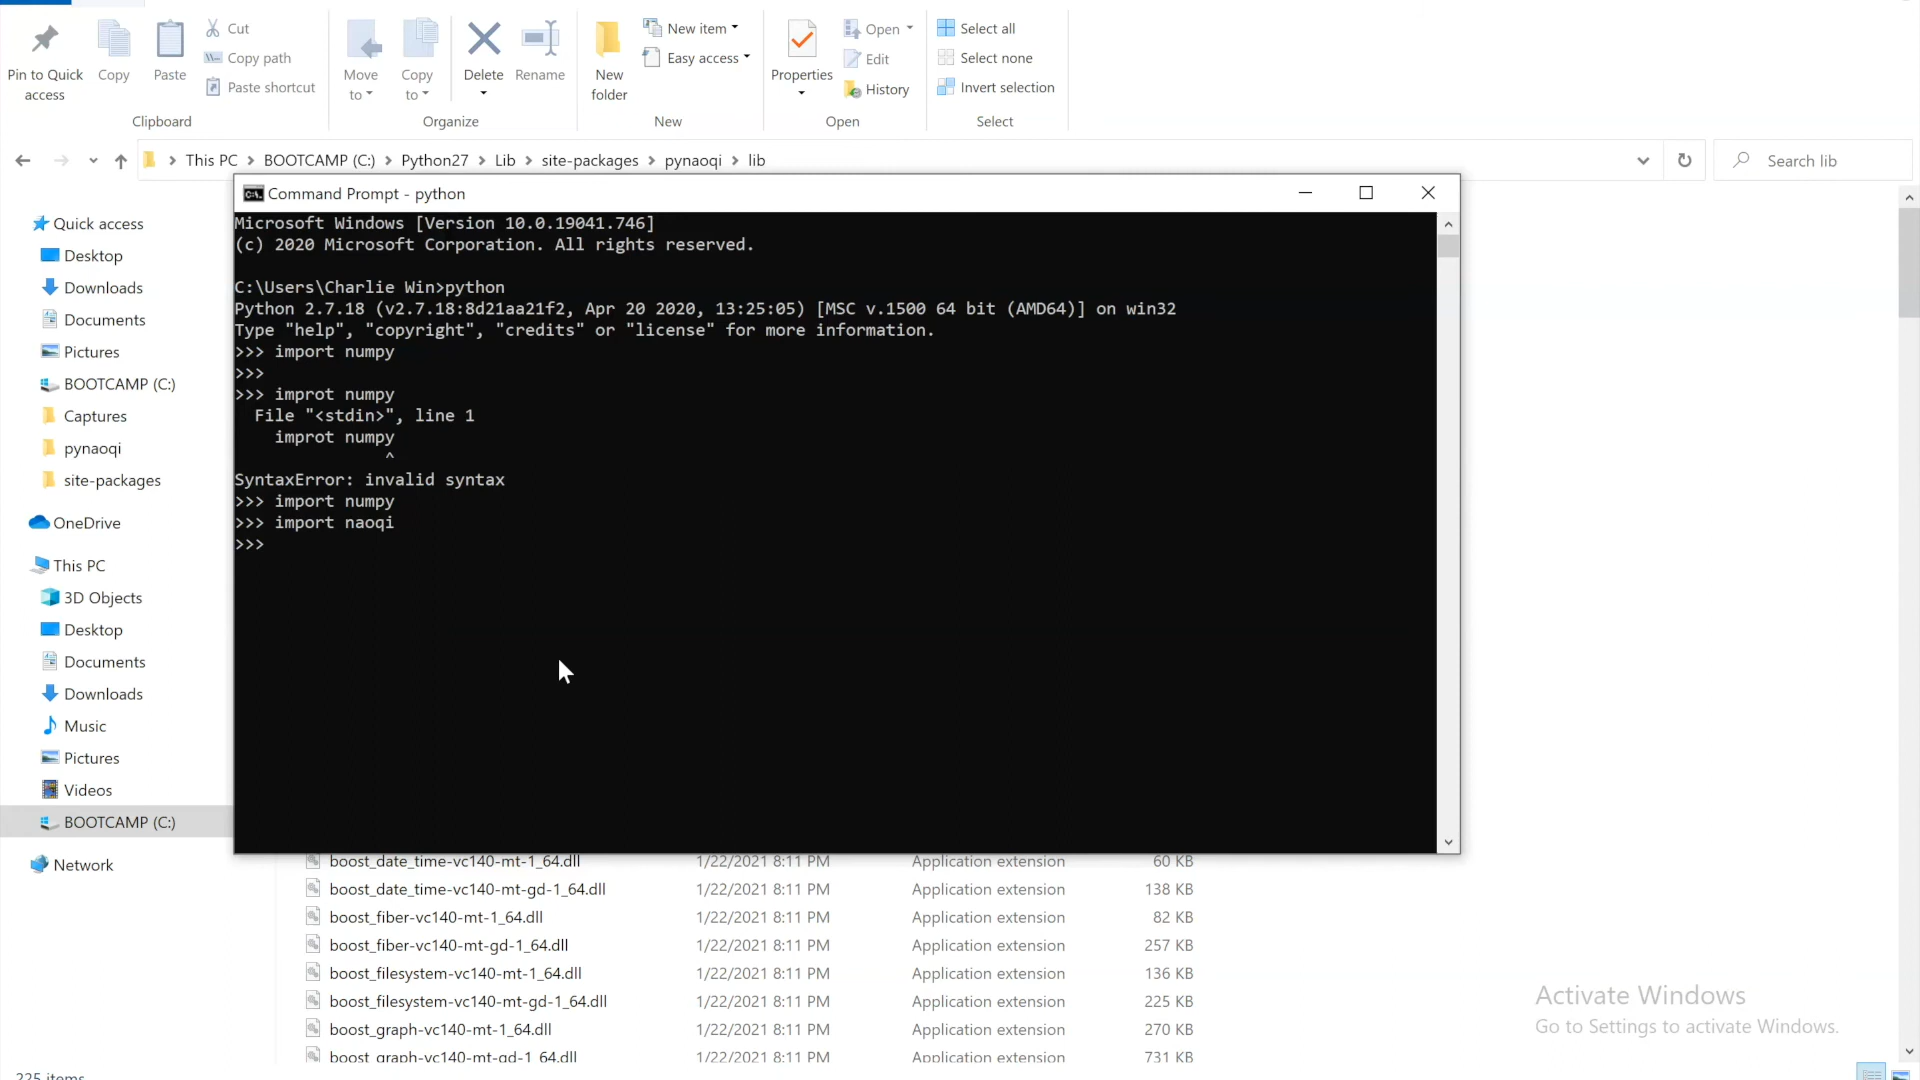 Pin to Quick
access
Copy
Paste
Cut
Copy path
Paste shortcut
Clipboard
Move
to
Copy
to
Delete
Rename
Organize
New
folder
New item
Easy access
New
Properties
Open
Edit
History
Open
Select all
Select none
Invert selection
Select
This PC > BOOTCAMP (C:) > Python27 > Lib > site-packages > pynaoqi > lib
Search lib
Quick access
Desktop
Downloads
Documents
Pictures
BOOTCAMP (C:)
Captures
pynaoqi
site-packages
OneDrive
This PC
3D Objects
Desktop
Documents
Downloads
Music
Pictures
Videos
BOOTCAMP (C:)
Network
Command Prompt - python
Microsoft Windows [Version 10.0.19041.746]
(c) 2020 Microsoft Corporation. All rights reserved.
C:\Users\Charlie Win>python
Python 2.7.18 (v2.7.18:8d21aa21f2, Apr 20 2020, 13:25:05) [MSC v.1500 64 bit (AMD64)] on win32
Type "help", "copyright", "credits" or "license" for more information.
>>> import numpy
>>>
>>> improt numpy
File "<stdin>", line 1
improt numpy
^
SyntaxError: invalid syntax
>>> import numpy
>>> import naoqi
>>>
boost_date_time-vc140-mt-1_64.dll 1/22/2021 8:11 PM Application extension 60 KB
boost_date_time-vc140-mt-gd-1_64.dll 1/22/2021 8:11 PM Application extension 138 KB
boost_fiber-vc140-mt-1_64.dll 1/22/2021 8:11 PM Application extension 82 KB
boost_fiber-vc140-mt-gd-1_64.dll 1/22/2021 8:11 PM Application extension 257 KB
boost_filesystem-vc140-mt-1_64.dll 1/22/2021 8:11 PM Application extension 136 KB
boost_filesystem-vc140-mt-gd-1_64.dll 1/22/2021 8:11 PM Application extension 225 KB
boost_graph-vc140-mt-1_64.dll 1/22/2021 8:11 PM Application extension 270 KB
boost_graph-vc140-mt-gd-1_64.dll 1/22/2021 8:11 PM Application extension 731 KB
Activate Windows
Go to Settings to activate Windows.
225 items